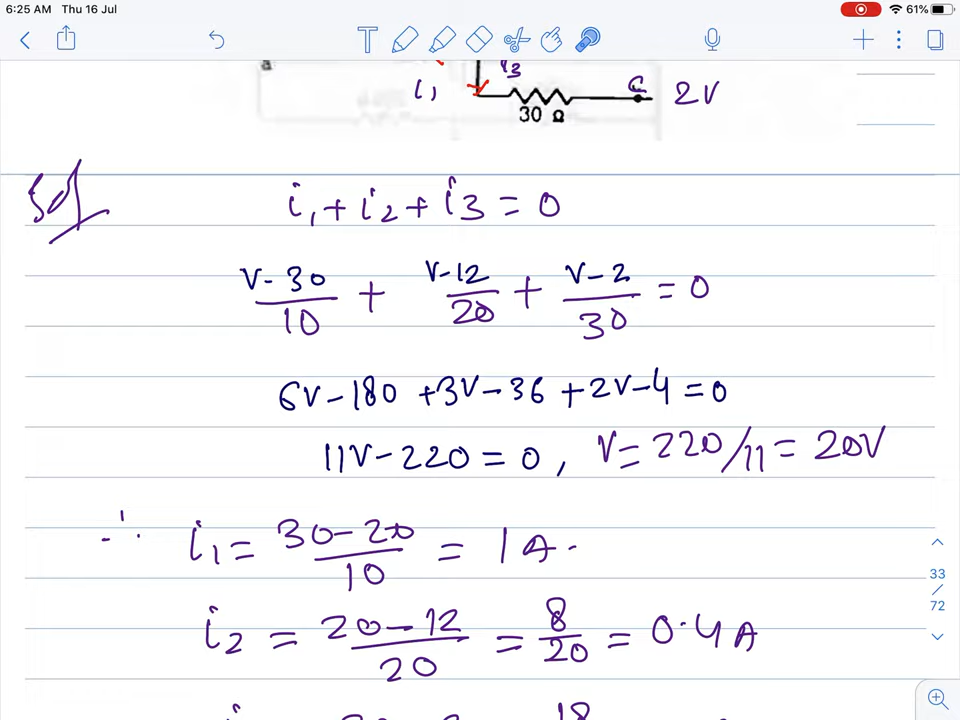 6:25 AM Thu 16 Jul 61%
T
a i₁ i₃ C 2V
30 Ω
Sol
i₁ + i₂ + i₃ = 0
V-30/10 + V-12/20 + V-2/30 = 0
6V - 180 + 3V - 36 + 2V - 4 = 0
11V - 220 = 0, V = 220/11 = 20V
∴ i₁ = 30-20/10 = 1A.
33
/
72
i₂ = 20-12/20 = 8/20 = 0.4A
18